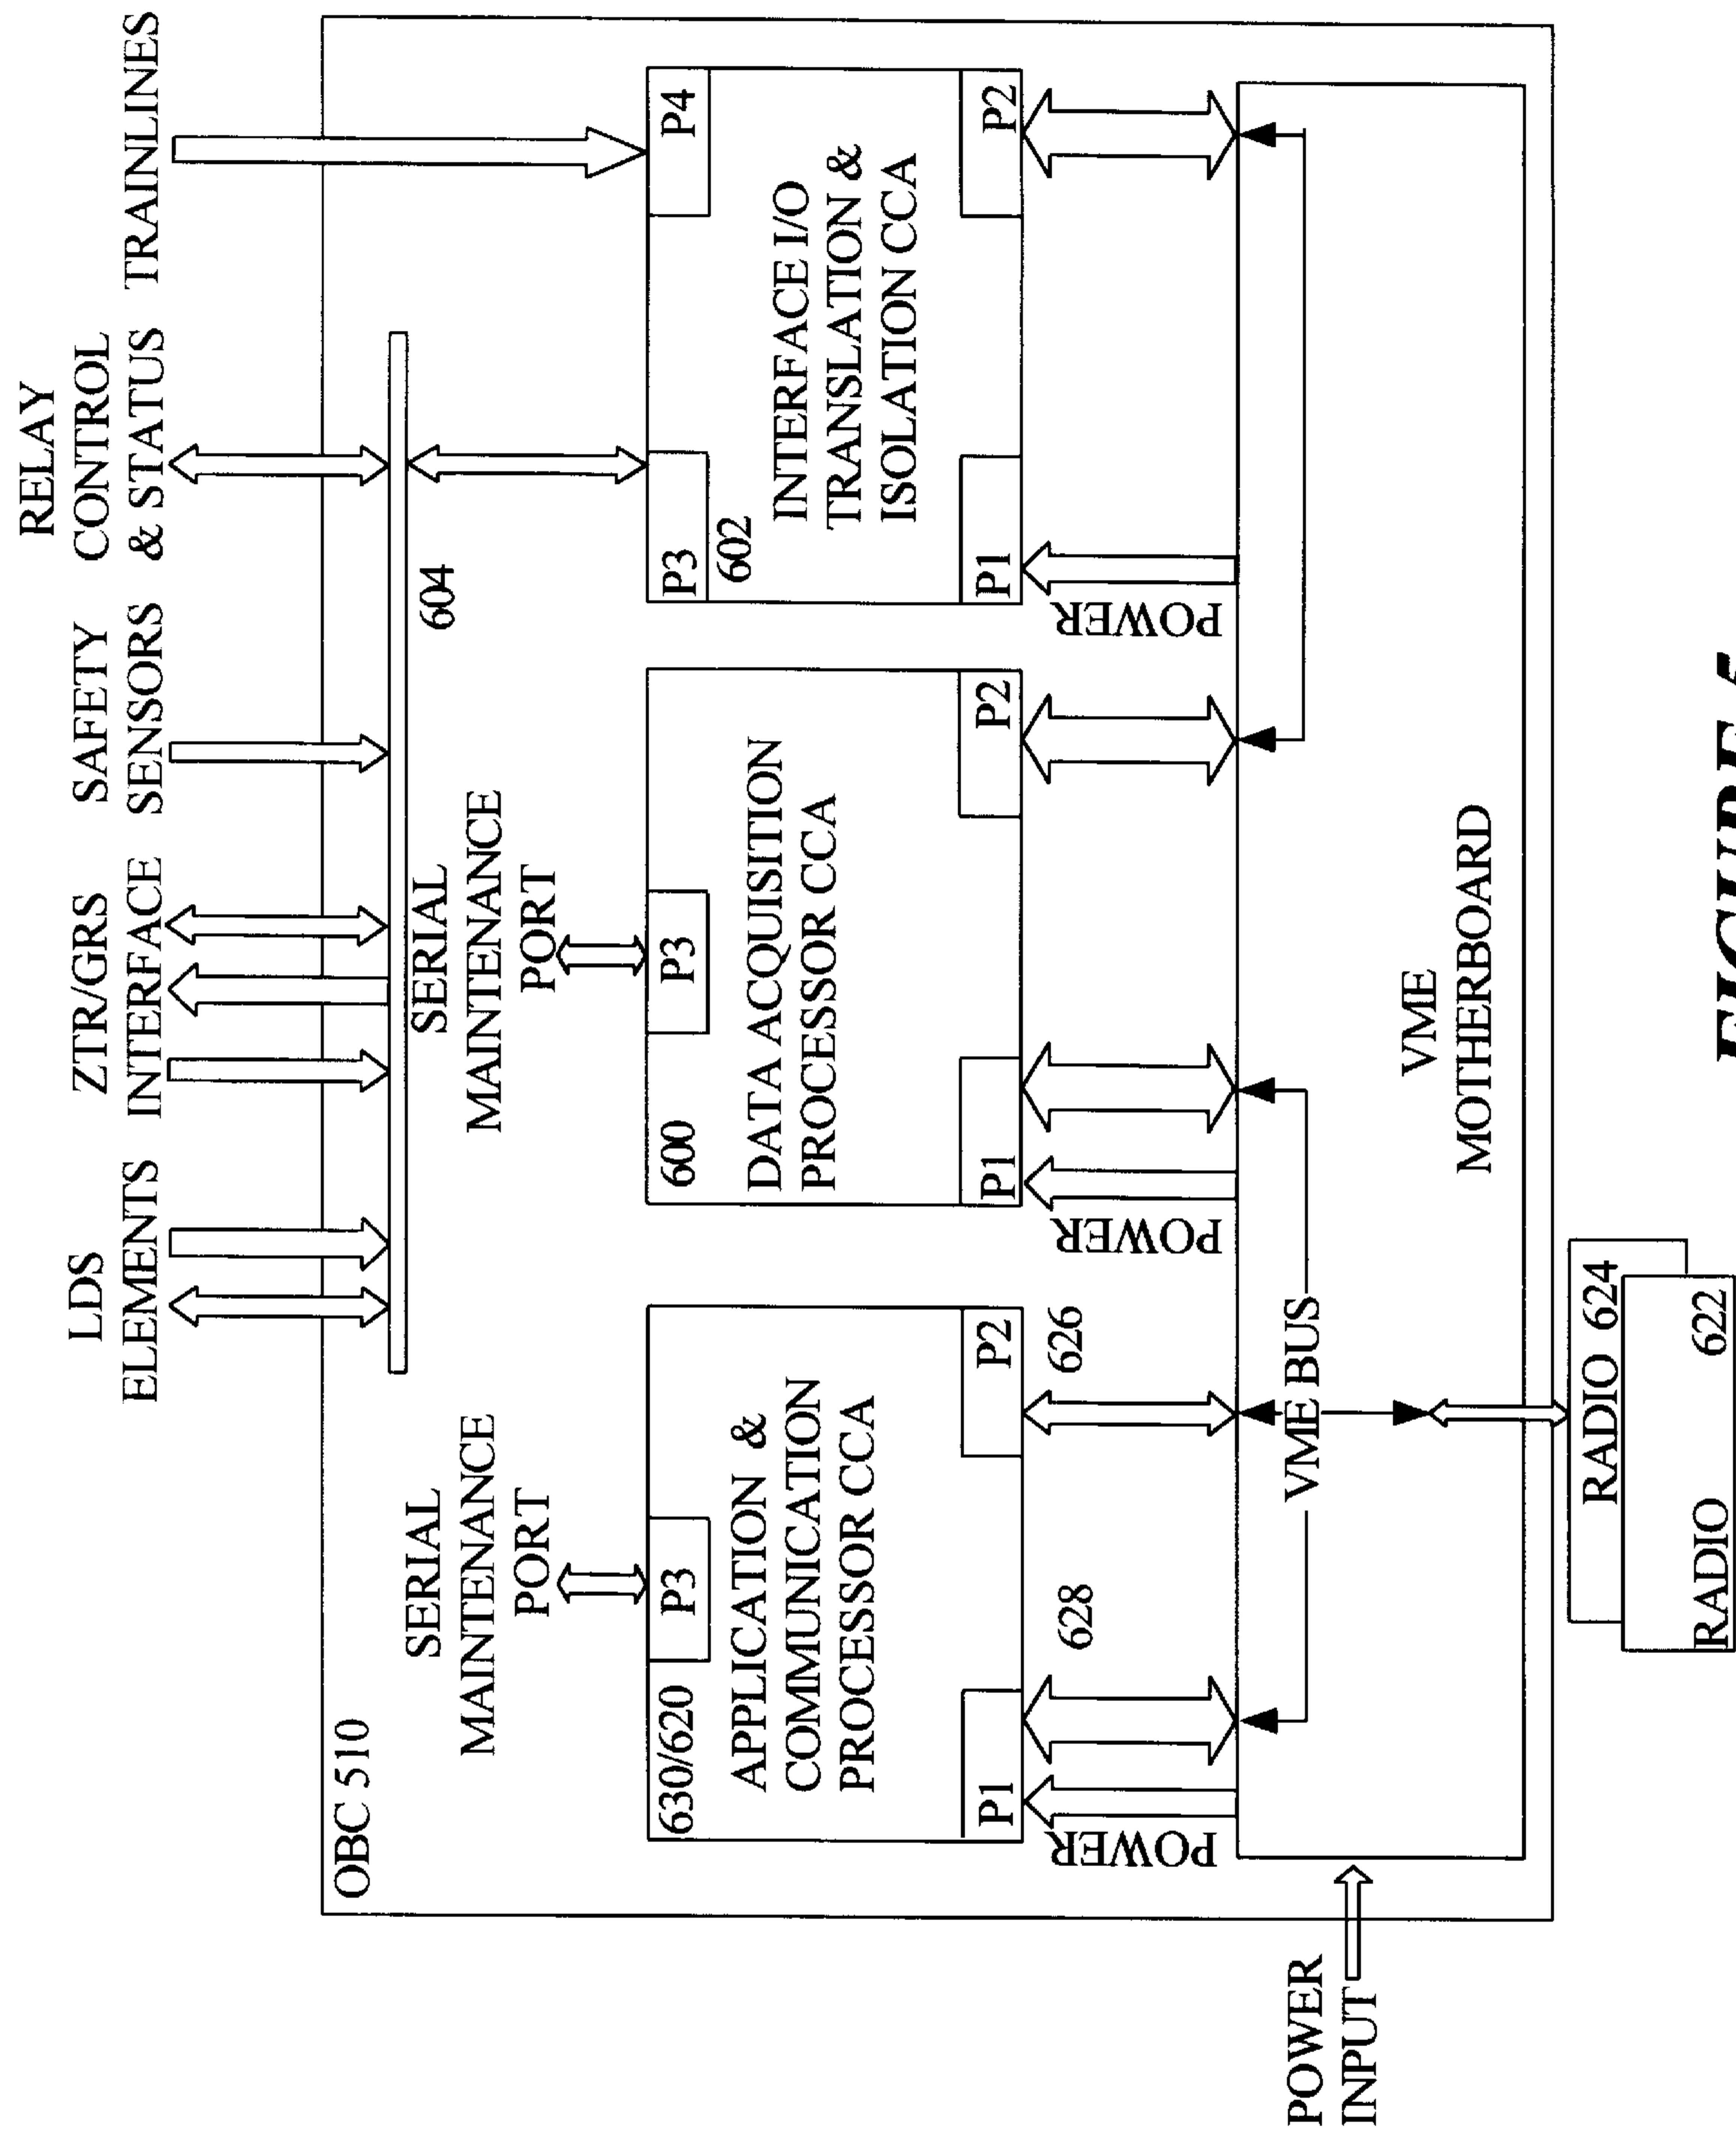 RELAY
CONTROL
& STATUS
TRAINLINES
SAFETY
SENSORS
ZTR/GRS
INTERFACE
LDS
ELEMENTS
OBC 510
604
SERIAL
MAINTENANCE
PORT
SERIAL
MAINTENANCE
PORT
630/620
P3
APPLICATION &
COMMUNICATION
PROCESSOR CCA
P1
P2
600
P3
DATA ACQUISITION
PROCESSOR CCA
P1
P2
P3
P4
602
INTERFACE I/O
TRANSLATION &
ISOLATION CCA
P1
P2
POWER
628
626
POWER
POWER
VME BUS
VME
MOTHERBOARD
POWER
INPUT
RADIO 624
RADIO
622